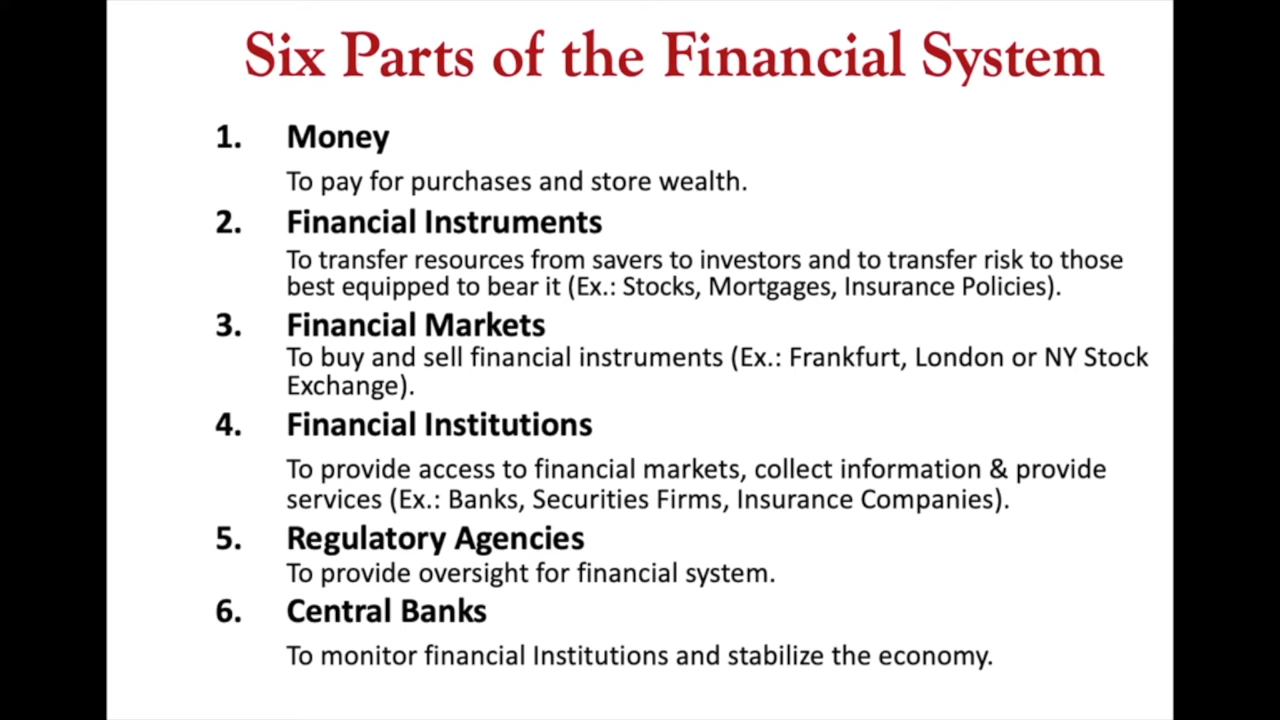 Six Parts of the Financial System
1. Money
To pay for purchases and store wealth.
2. Financial Instruments
To transfer resources from savers to investors and to transfer risk to those
best equipped to bear it (Ex.: Stocks, Mortgages, Insurance Policies).
3. Financial Markets
To buy and sell financial instruments (Ex.: Frankfurt, London or NY Stock
Exchange).
4. Financial Institutions
To provide access to financial markets, collect information & provide
services (Ex.: Banks, Securities Firms, Insurance Companies).
5. Regulatory Agencies
To provide oversight for financial system.
6. Central Banks
To monitor financial Institutions and stabilize the economy.